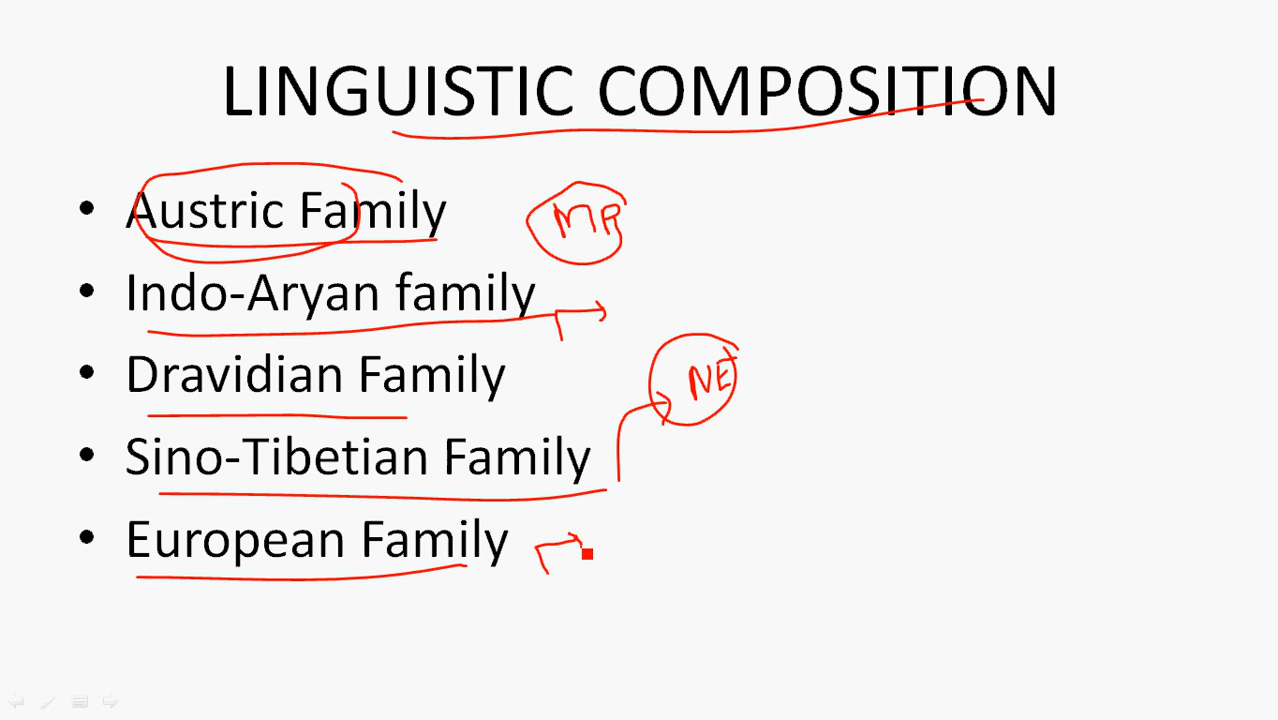 LINGUISTIC COMPOSITION
• Austric Family MP
• Indo-Aryan family
• Dravidian Family NE
• Sino-Tibetian Family
• European Family